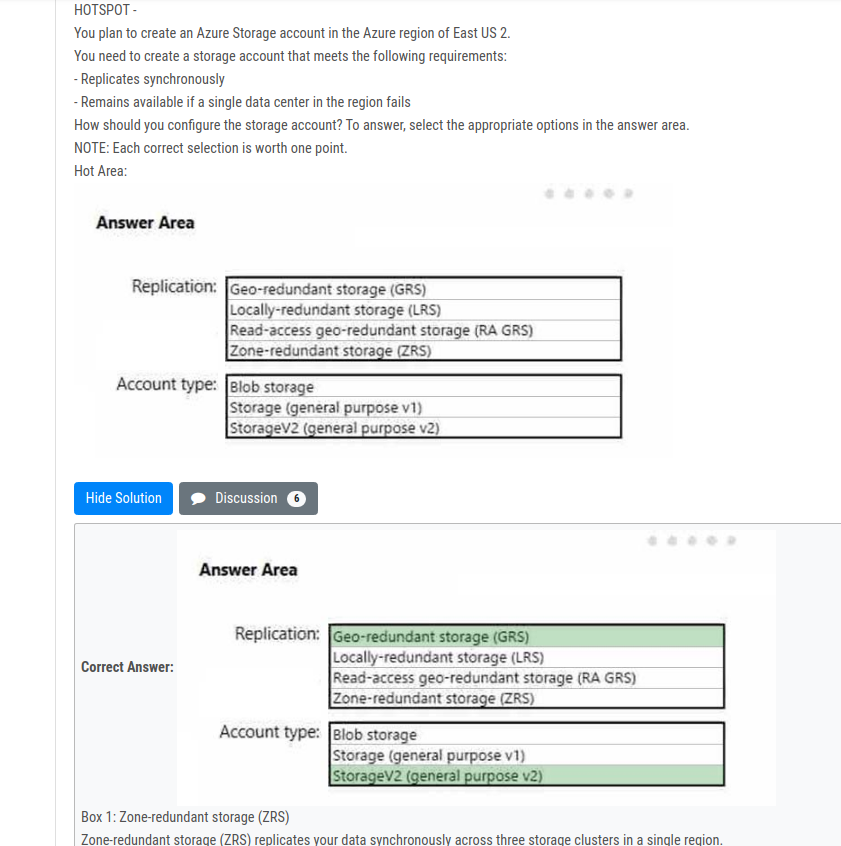 HOTSPOT -
You plan to create an Azure Storage account in the Azure region of East US 2.
You need to create a storage account that meets the following requirements:
- Replicates synchronously
- Remains available if a single data center in the region fails
How should you configure the storage account? To answer, select the appropriate options in the answer area.
NOTE: Each correct selection is worth one point.
Hot Area:
Answer Area
Replication: Geo-redundant storage (GRS)
Locally-redundant storage (LRS)
Read-access geo-redundant storage (RA GRS)
Zone-redundant storage (ZRS)
Account type: Blob storage
Storage (general purpose v1)
StorageV2 (general purpose v2)
Hide Solution Discussion 6
Answer Area
Replication: Geo-redundant storage (GRS)
Locally-redundant storage (LRS)
Correct Answer:
Read-access geo-redundant storage (RA GRS)
Zone-redundant storage (ZRS)
Account type: Blob storage
Storage (general purpose v1)
StorageV2 (general purpose v2)
Box 1: Zone-redundant storage (ZRS)
Zone-redundant storage (ZRS) replicates your data synchronously across three storage clusters in a single region.